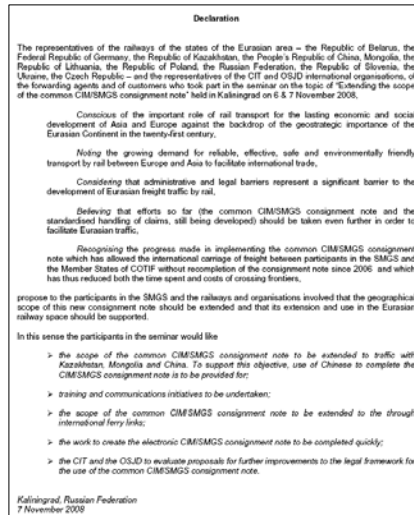 Declaration
The representatives of the railways of the states of the Eurasian area – the Republic of Belarus, the
Federal Republic of Germany, the Republic of Kazakhstan, the People's Republic of China, Mongolia, the
Republic of Lithuania, the Republic of Poland, the Russian Federation, the Republic of Slovenia, the
Ukraine, the Czech Republic – and the representatives of the CIT and OSJD international organisations, of
the forwarding agents and of customers who took part in the seminar on the topic of "Extending the scope
of the common CIM/SMGS consignment note" held in Kaliningrad on 6 & 7 November 2008,
Conscious of the important role of rail transport for the lasting economic and social
development of Asia and Europe against the backdrop of the geostrategic importance of the
Eurasian Continent in the twenty-first century,
Noting the growing demand for reliable, effective, safe and environmentally friendly
transport by rail between Europe and Asia to facilitate international trade,
Considering that administrative and legal barriers represent a significant barrier to the
development of Eurasian freight traffic by rail,
Believing that efforts so far (the common CIM/SMGS consignment note and the
standardised handling of claims, still being developed) should be taken even further in order to
facilitate Eurasian traffic,
Recognising the progress made in implementing the common CIM/SMGS consignment
note which has allowed the international carriage of freight between participants in the SMGS and
the Member States of COTIF without recompletion of the consignment note since 2006 and which
has thus reduced both the time spent and costs of crossing frontiers,
propose to the participants in the SMGS and the railways and organisations involved that the geographical
scope of this new consignment note should be extended and that its extension and use in the Eurasian
railway space should be supported.
In this sense the participants in the seminar would like
➢ the scope of the common CIM/SMGS consignment note to be extended to traffic with
Kazakhstan, Mongolia and China. To support this objective, use of Chinese to complete the
CIM/SMGS consignment note is to be provided for;
➢ training and communications initiatives to be undertaken;
➢ the scope of the common CIM/SMGS consignment note to be extended to the through
international ferry links;
➢ the work to create the electronic CIM/SMGS consignment note to be completed quickly;
➢ the CIT and the OSJD to evaluate proposals for further improvements to the legal framework for
the use of the common CIM/SMGS consignment note.
Kaliningrad, Russian Federation
7 November 2008